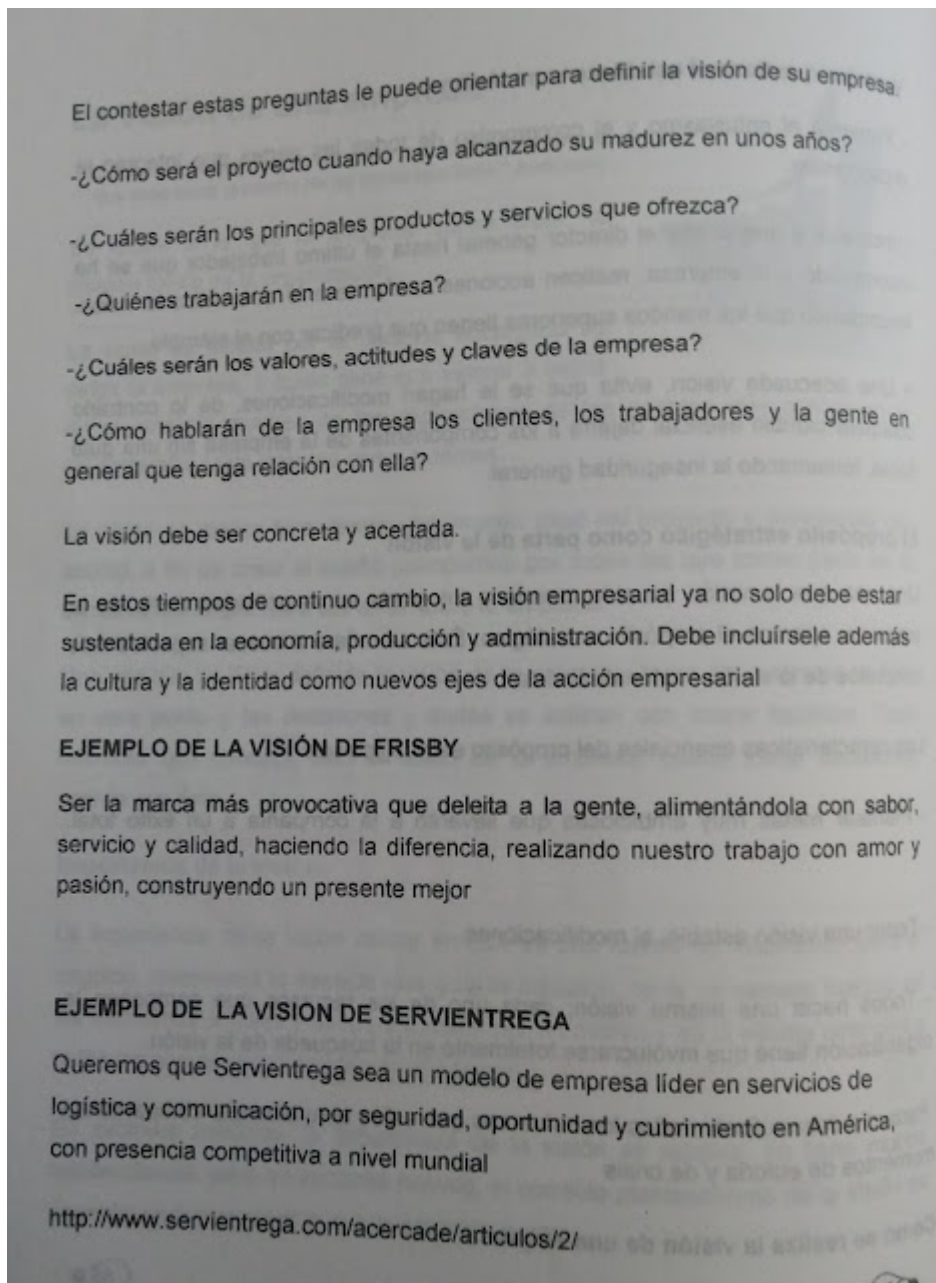 El contestar estas preguntas le puede orientar para definir la visión de su empresa.
-¿Cómo será el proyecto cuando haya alcanzado su madurez en unos años?
-¿Cuáles serán los principales productos y servicios que ofrezca?
-¿Quiénes trabajarán en la empresa?
-¿Cuáles serán los valores, actitudes y claves de la empresa?
-¿Cómo hablarán de la empresa los clientes, los trabajadores y la gente en
general que tenga relación con ella?
La visión debe ser concreta y acertada.
En estos tiempos de continuo cambio, la visión empresarial ya no solo debe estar
sustentada en la economía, producción y administración. Debe incluírsele además
la cultura y la identidad como nuevos ejes de la acción empresarial
EJEMPLO DE LA VISIÓN DE FRISBY
Ser la marca más provocativa que deleita a la gente, alimentándola con sabor,
servicio y calidad, haciendo la diferencia, realizando nuestro trabajo con amor y
pasión, construyendo un presente mejor
EJEMPLO DE LA VISION DE SERVIENTREGA
Queremos que Servientrega sea un modelo de empresa líder en servicios de
logística y comunicación, por seguridad, oportunidad y cubrimiento en América,
con presencia competitiva a nivel mundial
http://www.servientrega.com/acercade/articulos/2/